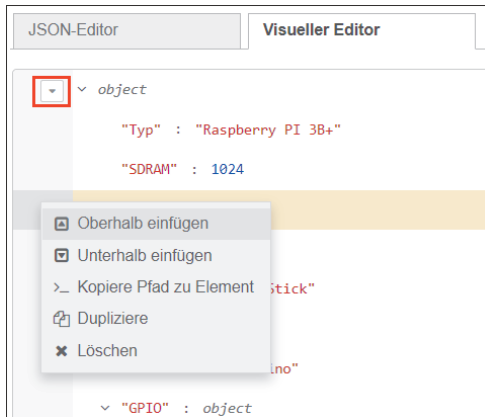 JSON-Editor
Visueller Editor
object
"Typ" : "Raspberry PI 3B+"
"SDRAM" : 1024
Oberhalb einfügen
Unterhalb einfügen
>_ Kopiere Pfad zu Element
Stick"
Dupliziere
Löschen
ino"
"GPIO" : object